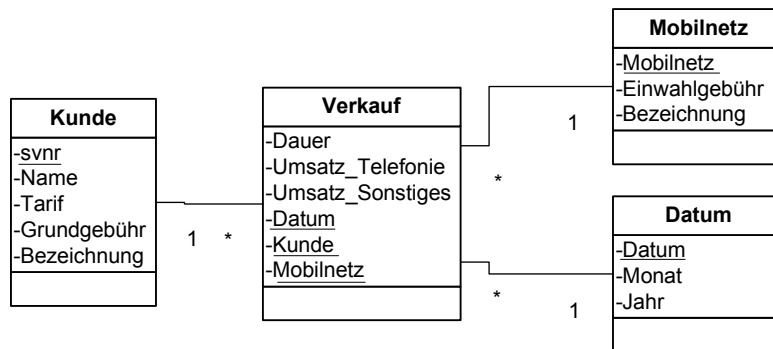 Kunde
-svnr
-Name
-Tarif
-Grundgebühr
-Bezeichnung
1
*
Verkauf
-Dauer
-Umsatz_Telefonie
-Umsatz_Sonstiges
-Datum
-Kunde
-Mobilnetz
*
1
*
1
Mobilnetz
-Mobilnetz
-Einwahlgebühr
-Bezeichnung
Datum
-Datum
-Monat
-Jahr